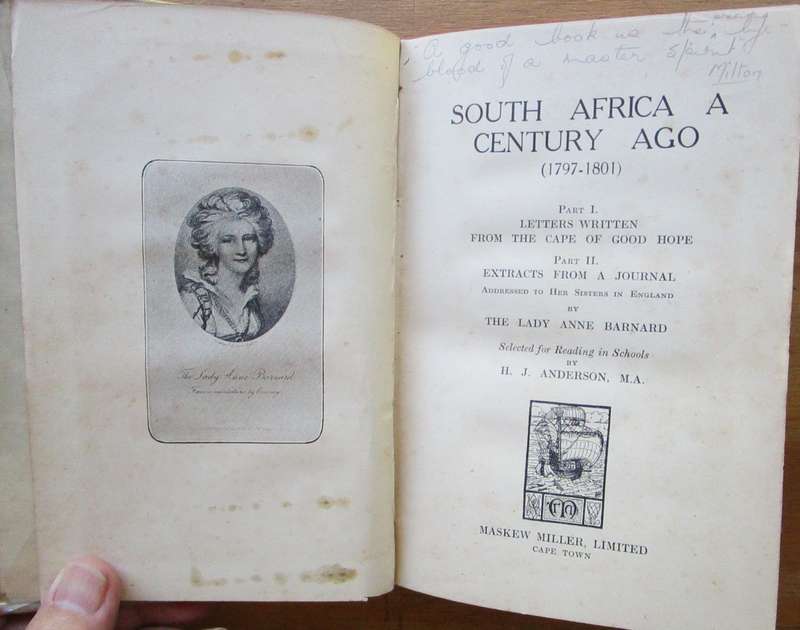 The Lady Anne Barnard
A good book is the precious life
blood of a master spirit
Milton
SOUTH AFRICA A
CENTURY AGO
(1797-1801)
PART I.
LETTERS WRITTEN
FROM THE CAPE OF GOOD HOPE
PART II.
EXTRACTS FROM A JOURNAL
ADDRESSED TO HER SISTERS IN ENGLAND
BY
THE LADY ANNE BARNARD
Selected for Reading in Schools
BY
H. J. ANDERSON, M.A.
MASKEW MILLER, LIMITED
CAPE TOWN